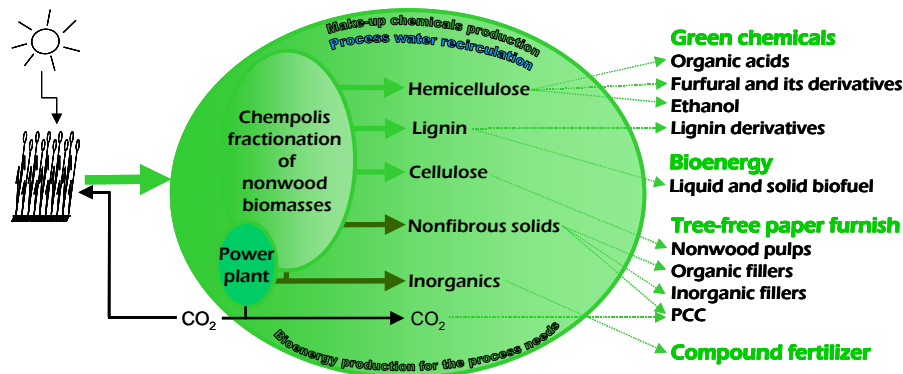 Make-up chemicals production
Process water recirculation
Chempolis
fractionation
of
nonwood
biomasses
Power
plant
Hemicellulose
Lignin
Cellulose
Nonfibrous solids
Inorganics
CO₂
CO₂
Bioenergy production for the process needs
Green chemicals
Organic acids
Furfural and its derivatives
Ethanol
Lignin derivatives
Bioenergy
Liquid and solid biofuel
Tree-free paper furnish
Nonwood pulps
Organic fillers
Inorganic fillers
PCC
Compound fertilizer